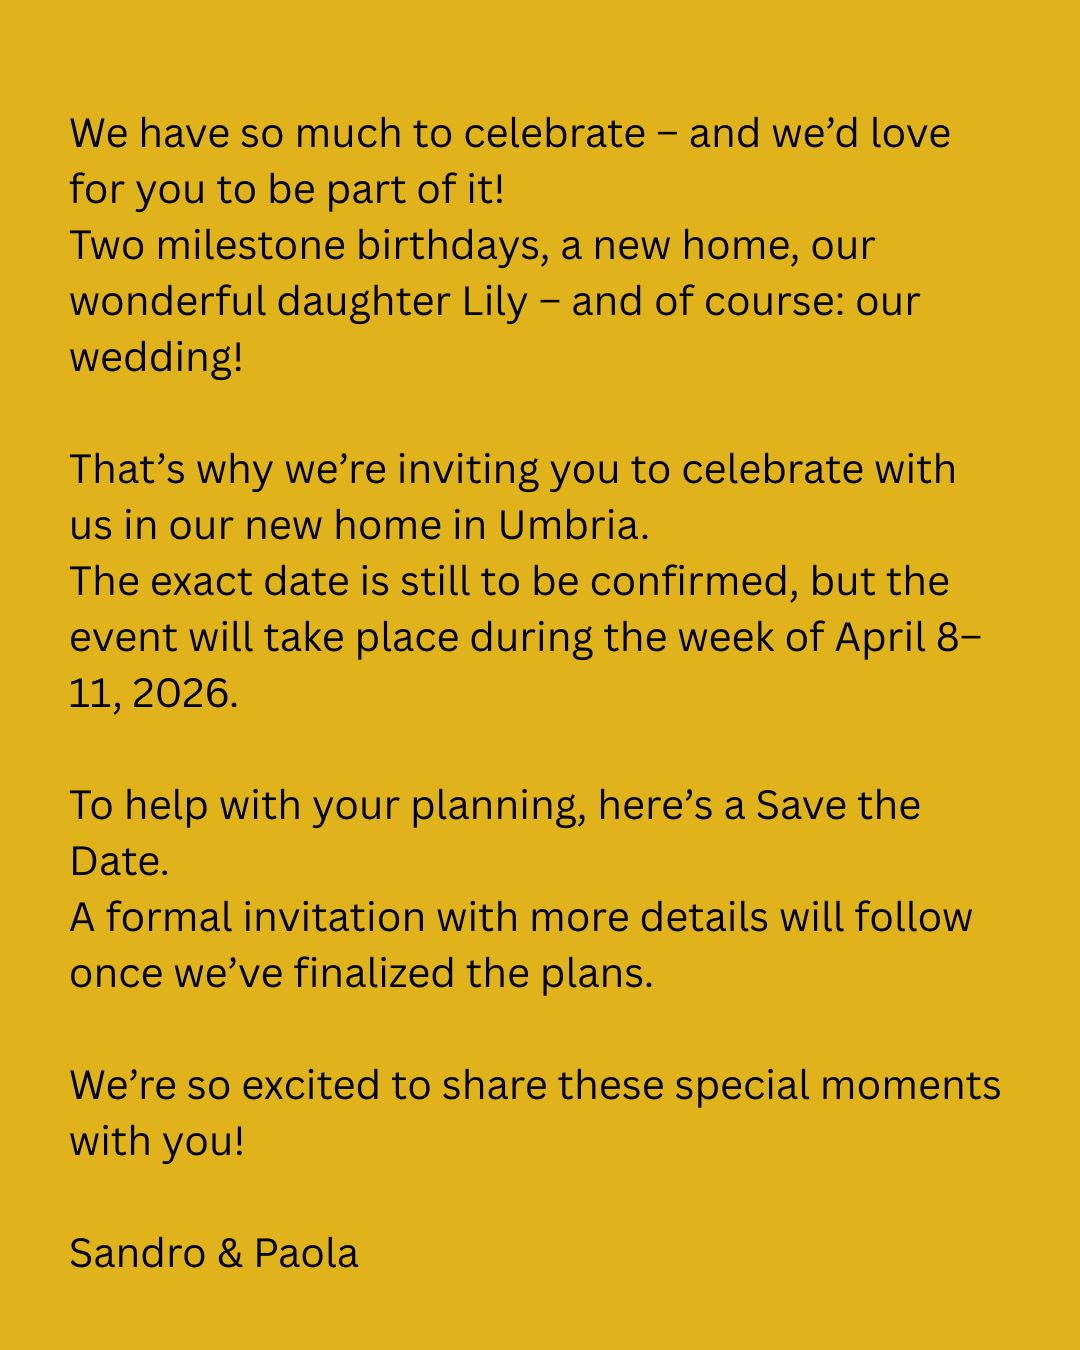 We have so much to celebrate – and we’d love
for you to be part of it!
Two milestone birthdays, a new home, our
wonderful daughter Lily – and of course: our
wedding!
That’s why we’re inviting you to celebrate with
us in our new home in Umbria.
The exact date is still to be confirmed, but the
event will take place during the week of April 8–
11, 2026.
To help with your planning, here’s a Save the
Date.
A formal invitation with more details will follow
once we’ve finalized the plans.
We’re so excited to share these special moments
with you!
Sandro & Paola